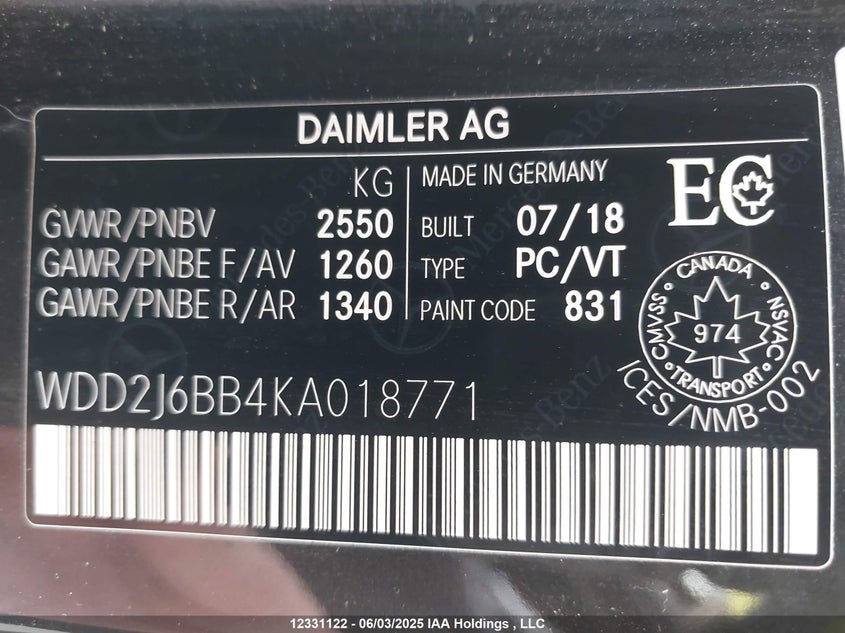 DAIMLER AG
KG
GVWR/PNBV 2550
GAWR/PNBE F/AV 1260
GAWR/PNBE R/AR 1340
MADE IN GERMANY
BUILT 07/18
TYPE PC/VT
PAINT CODE 831
EC
CANADA
CMVSS NSVAC
974
TRANSPORT
ICES/NMB-002
WDD2J6BB4KA018771
Mercedes-Benz
12331122 - 06/03/2025 IAA Holdings , LLC